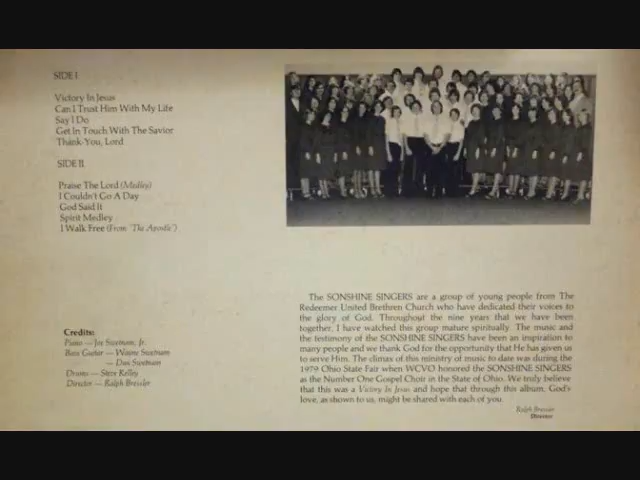 SIDE I
Victory In Jesus
Can I Trust Him With My Life
Say I Do
Get In Touch With The Savior
Thank-You, Lord
SIDE II
Praise The Lord (Medley)
I Couldn't Go A Day
God Said It
Spirit Medley
I Walk Free (From "The Apostle")
Credits:
Piano — Jay Swetnam, Jr.
Bass Guitar — Wayne Swetnam
— Dan Swetnam
Drums — Steve Kelley
Director — Ralph Bressler
The SONSHINE SINGERS are a group of young people from The
Redeemer United Brethren Church who have dedicated their voices to
the glory of God. Throughout the nine years that we have been
together, I have watched this group mature spiritually. The music and
the testimony of the SONSHINE SINGERS have been an inspiration to
many people and we thank God for the opportunity that He has given us
to serve Him. The climax of this ministry of music to date was during the
1979 Ohio State Fair when WCVO honored the SONSHINE SINGERS
as the Number One Gospel Choir in the State of Ohio. We truly believe
that this was a Victory In Jesus and hope that through this album, God's
love, as shown to us, might be shared with each of you.
Ralph Bressler
Director